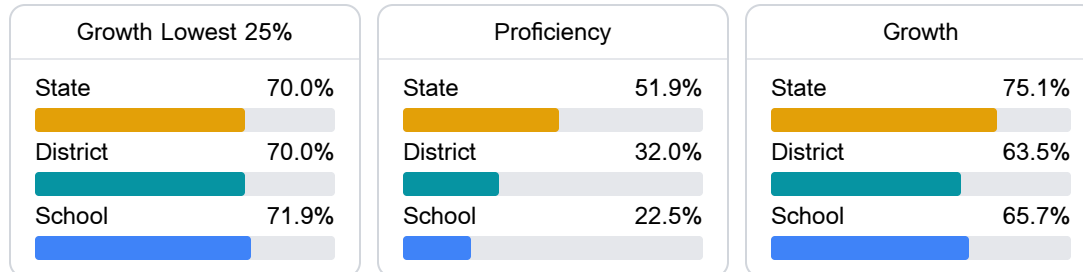 Growth Lowest 25%
State 70.0%
District 70.0%
School 71.9%
Proficiency
State 51.9%
District 32.0%
School 22.5%
Growth
State 75.1%
District 63.5%
School 65.7%